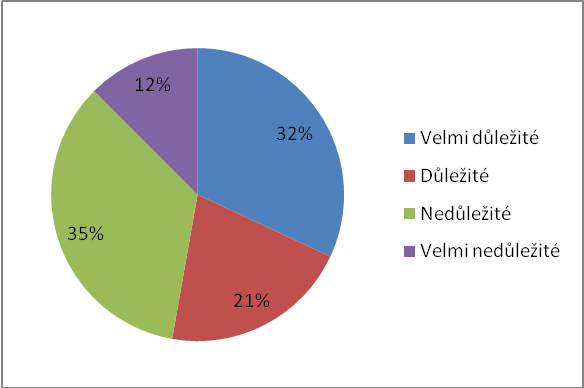 12%
32%
35%
21%
Velmi důležité
Důležité
Nedůležité
Velmi nedůležité